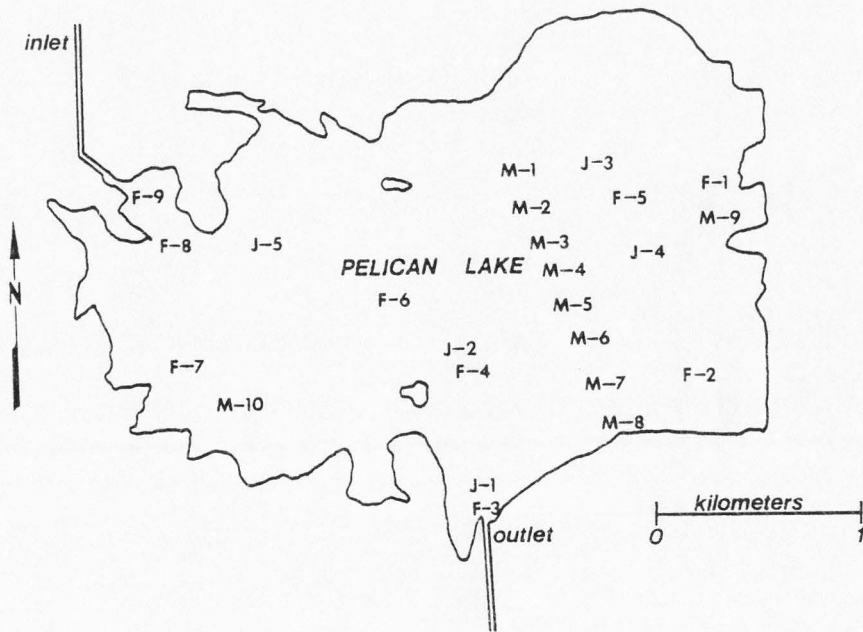 inlet
J-3
M-1
F-1
F-9
F-5
M-2
M-9
F-8
J-5
M-3
J-4
PELICAN LAKE
M-4
N
F-6
M-5
M-6
J-2
F-7
F-4
F-2
M-7
M-10
M-8
J-1
F-3
kilometers
outlet
0 1